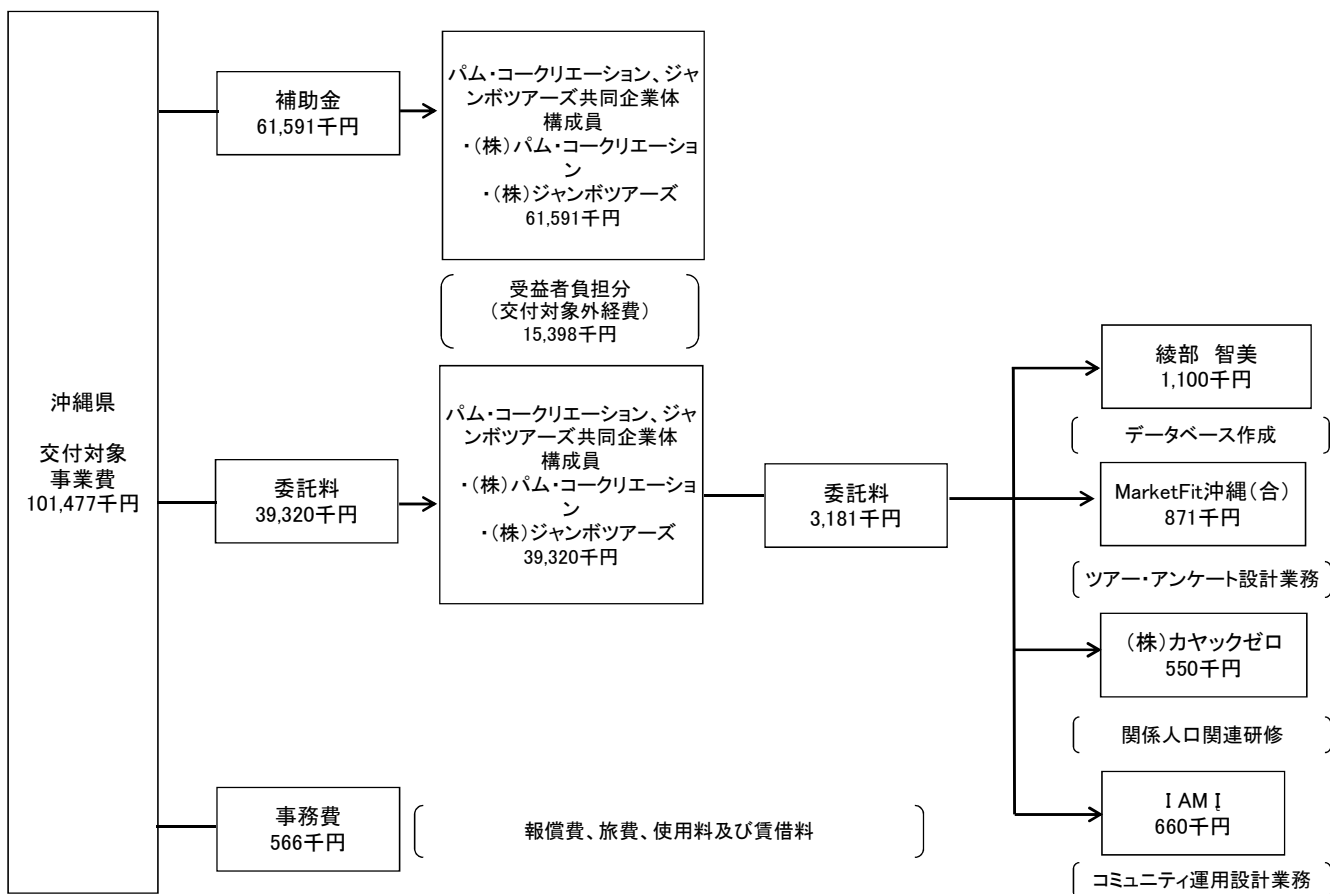 沖縄県
交付対象
事業費
101,477千円
補助金
61,591千円
パム・コークリエーション、ジャ
ンボツアーズ共同企業体
構成員
・(株)パム・コークリエーショ
ン
・(株)ジャンボツアーズ
61,591千円
受益者負担分
(交付対象外経費)
15,398千円
委託料
39,320千円
パム・コークリエーション、ジャ
ンボツアーズ共同企業体
構成員
・(株)パム・コークリエーショ
ン
・(株)ジャンボツアーズ
39,320千円
委託料
3,181千円
綾部 智美
1,100千円
データベース作成
MarketFit沖縄(合)
871千円
ツアー・アンケート設計業務
(株)カヤックゼロ
550千円
関係人口関連研修
I AM I
660千円
コミュニティ運用設計業務
事務費
566千円
報償費、旅費、使用料及び賃借料